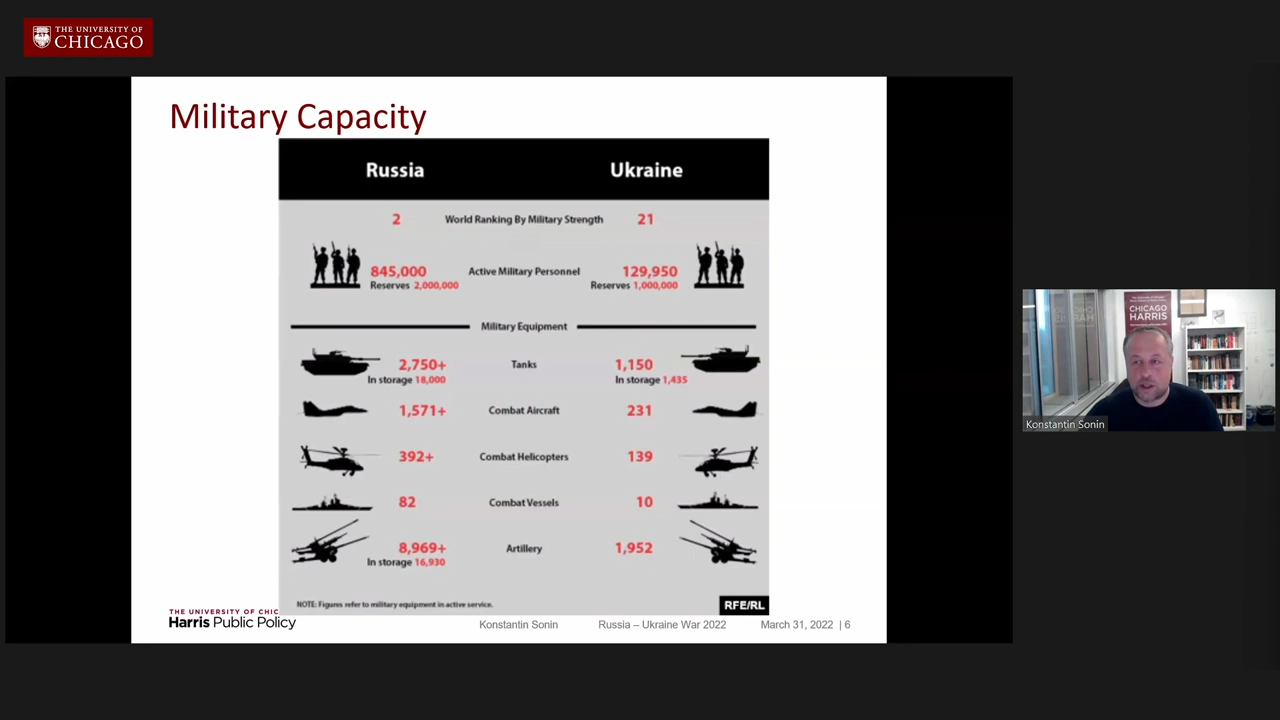 THE UNIVERSITY OF
CHICAGO
Military Capacity
Russia Ukraine
2 World Ranking By Military Strength 21
845,000 Active Military Personnel 129,950
Reserves 2,000,000 Reserves 1,000,000
Military Equipment
2,750+ Tanks 1,150
In storage 18,000 In storage 1,435
1,571+ Combat Aircraft 231
392+ Combat Helicopters 139
82 Combat Vessels 10
8,969+ Artillery 1,952
In storage 16,930
NOTE: Figures refer to military equipment in active service.
RFE/RL
THE UNIVERSITY OF CHIC
Harris Public Policy
Konstantin Sonin Russia – Ukraine War 2022 March 31, 2022 | 6
CHICAGO
HARRIS
Konstantin Sonin